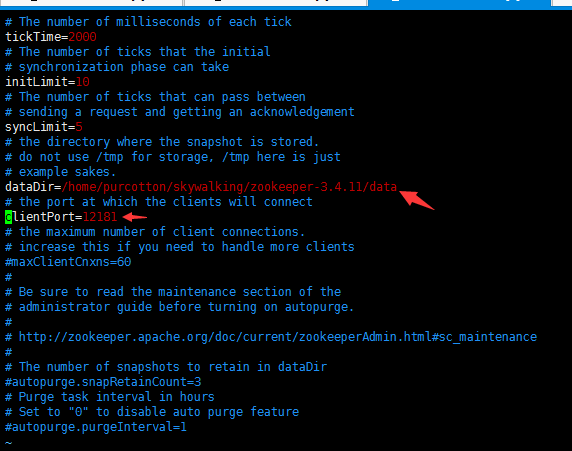 # The number of milliseconds of each tick
tickTime=2000
# The number of ticks that the initial
# synchronization phase can take
initLimit=10
# The number of ticks that can pass between
# sending a request and getting an acknowledgement
syncLimit=5
# the directory where the snapshot is stored.
# do not use /tmp for storage, /tmp here is just
# example sakes.
dataDir=/home/purcotton/skywalking/zookeeper-3.4.11/data
# the port at which the clients will connect
clientPort=12181
# the maximum number of client connections.
# increase this if you need to handle more clients
#maxClientCnxns=60
#
# Be sure to read the maintenance section of the
# administrator guide before turning on autopurge.
#
# http://zookeeper.apache.org/doc/current/zookeeperAdmin.html#sc_maintenance
#
# The number of snapshots to retain in dataDir
#autopurge.snapRetainCount=3
# Purge task interval in hours
# Set to "0" to disable auto purge feature
#autopurge.purgeInterval=1
~